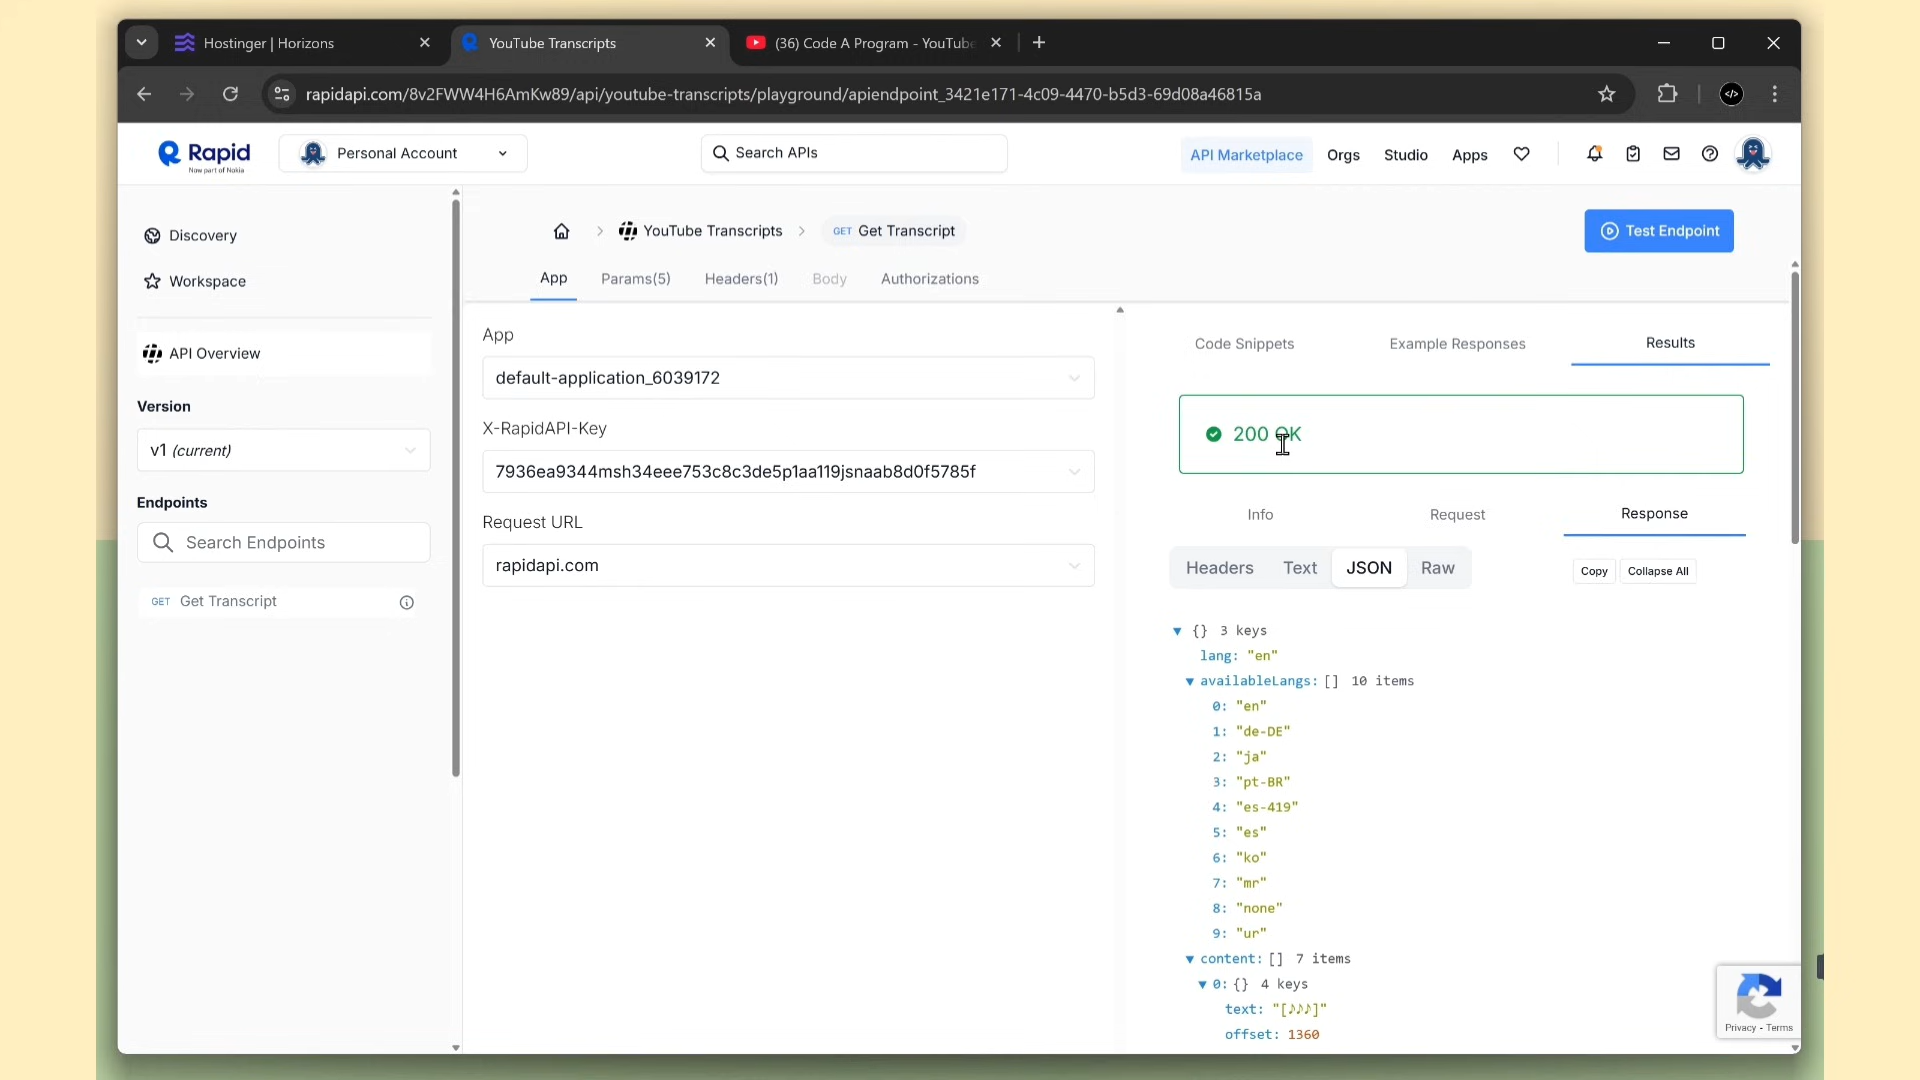 Hostinger | Horizons
YouTube Transcripts
(36) Code A Program - YouTube
rapidapi.com/8v2FWW4H6AmKw89/api/youtube-transcripts/playground/apiendpoint_3421e171-4c09-4470-b5d3-69d08a46815a
Rapid
Now part of Nokia
Personal Account
Search APIs
API Marketplace
Orgs
Studio
Apps
Discovery
Workspace
API Overview
Version
v1 (current)
Endpoints
Search Endpoints
GET Get Transcript
YouTube Transcripts
GET Get Transcript
Test Endpoint
App
Params(5)
Headers(1)
Body
Authorizations
App
default-application_6039172
X-RapidAPI-Key
7936ea9344msh34eee753c8c3de5p1aa119jsnaab8d0f5785f
Request URL
rapidapi.com
Code Snippets
Example Responses
Results
200 OK
Info
Request
Response
Headers
Text
JSON
Raw
Copy
Collapse All
{} 3 keys
lang: "en"
availableLangs: [] 10 items
0: "en"
1: "de-DE"
2: "ja"
3: "pt-BR"
4: "es-419"
5: "es"
6: "ko"
7: "mr"
8: "none"
9: "ur"
content: [] 7 items
0: {} 4 keys
text: "[♪♪♪]"
offset: 1360
Privacy - Terms